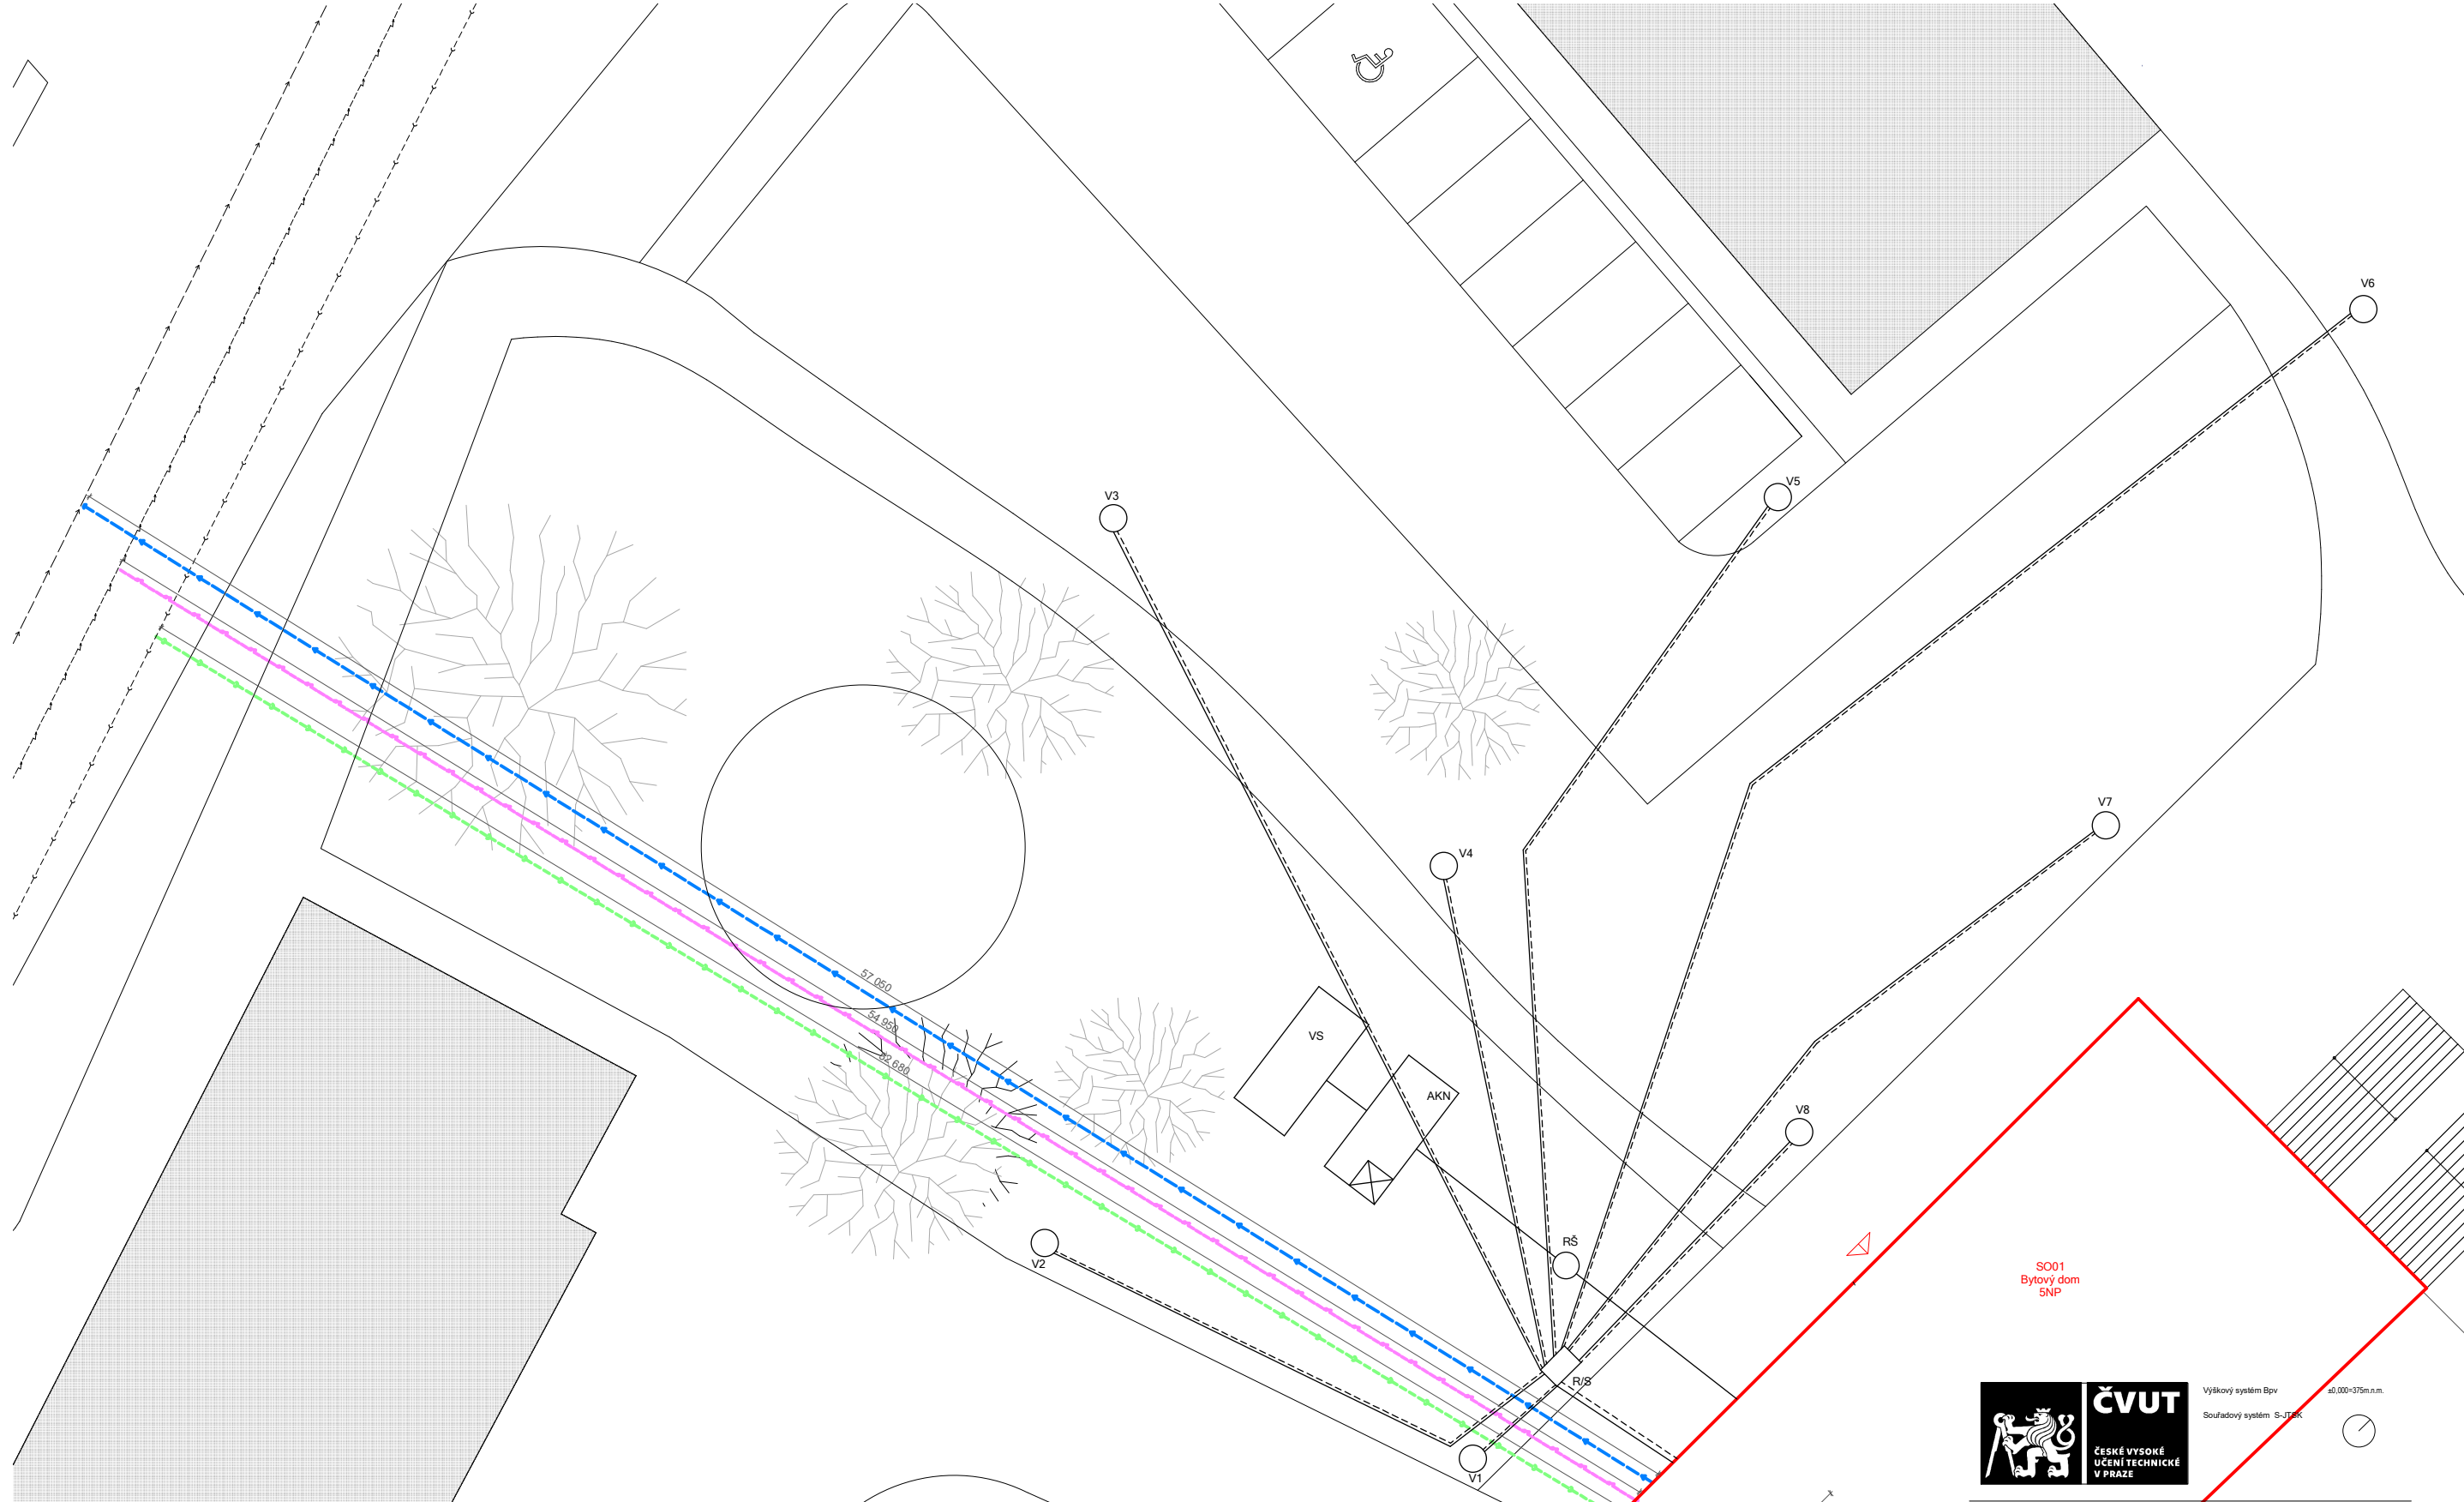 V6
V3
V5
V7
V4
57 050
54 950
52 680
VS
AKN
V8
RŠ
V2
SO01
Bytový dom
5NP
R/S
V1
ČVUT
ČESKÉ VYSOKÉ
UČENÍ TECHNICKÉ
V PRAZE
Výškový systém Bpv
±0,000=375m.n.m.
Souřadový systém S-JTSK